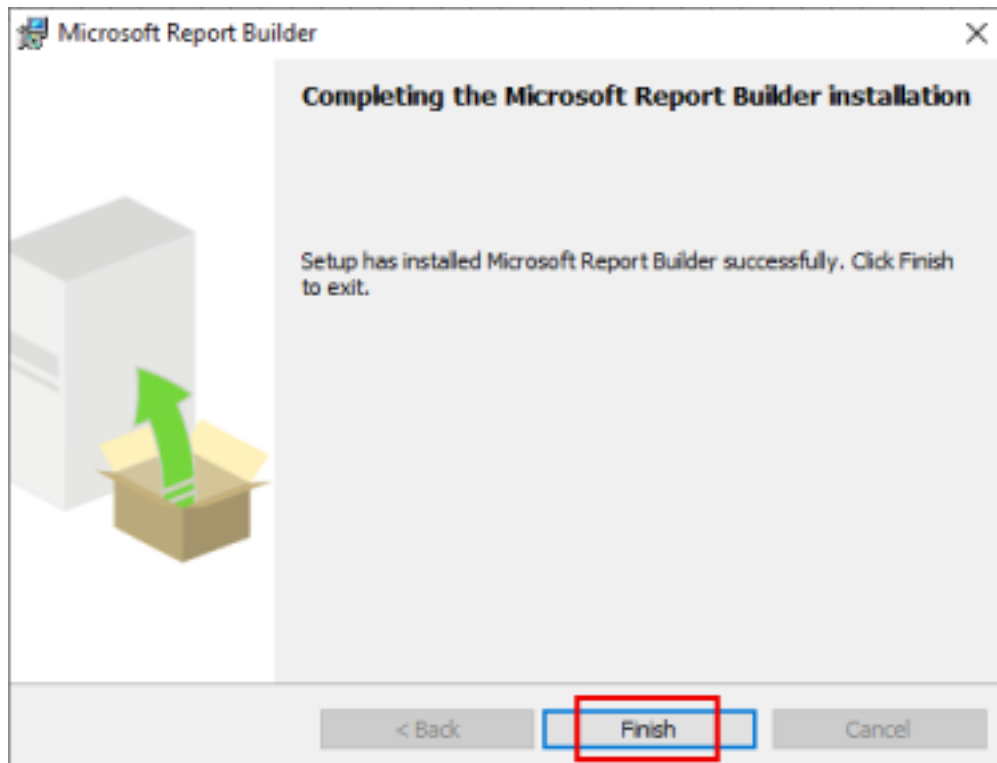 Microsoft Report Builder
Completing the Microsoft Report Builder installation
Setup has installed Microsoft Report Builder successfully. Click Finish
to exit.
< Back
Finish
Cancel